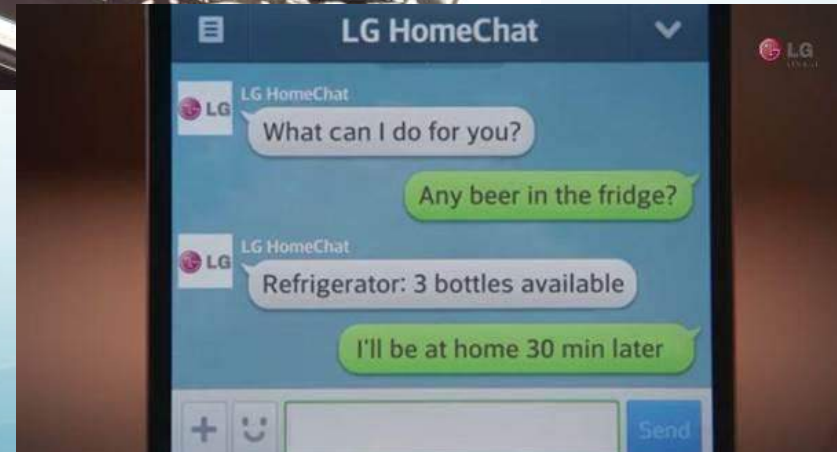 LG HomeChat
LG
LG HomeChat
LG
What can I do for you?
Any beer in the fridge?
LG HomeChat
LG
Refrigerator: 3 bottles available
I'll be at home 30 min later
Send